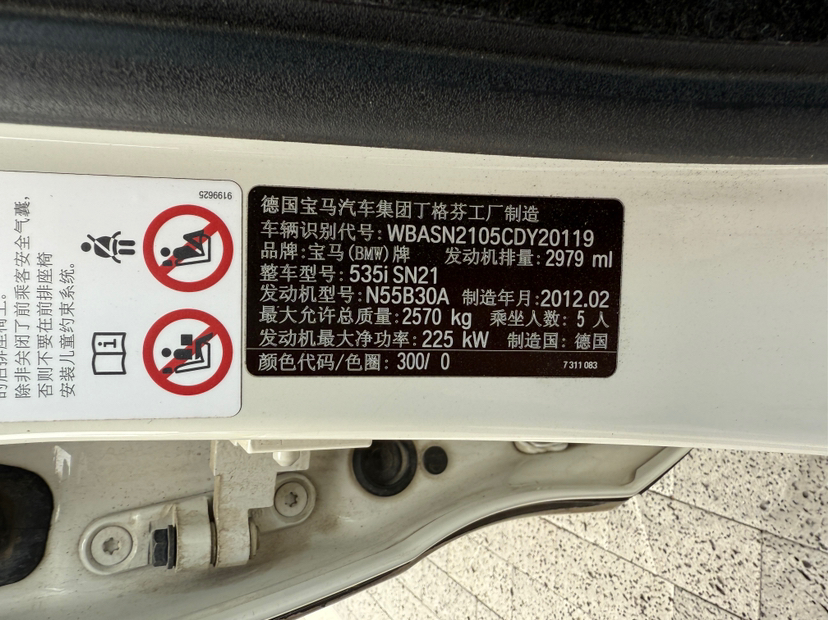 德国宝马汽车集团丁格芬工厂制造
车辆识别代号: WBASN2105CDY20119
品牌: 宝马(BMW)牌 发动机排量: 2979 ml
整车型号: 535i SN21
发动机型号: N55B30A 制造年月: 2012.02
最大允许总质量: 2570 kg 乘坐人数: 5 人
发动机最大净功率: 225 kW 制造国: 德国
颜色代码/色圈: 300/ 0
7 311 083
9199625
除非关闭了前乘客安全气囊,
否则不要在前排座椅
安装儿童约束系统。